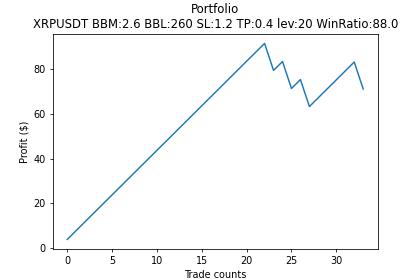 Portfolio
XRPUSDT BBM:2.6 BBL:260 SL:1.2 TP:0.4 lev:20 WinRatio:88.0
Profit ($)
80
60
40
20
0
0 5 10 15 20 25 30
Trade counts